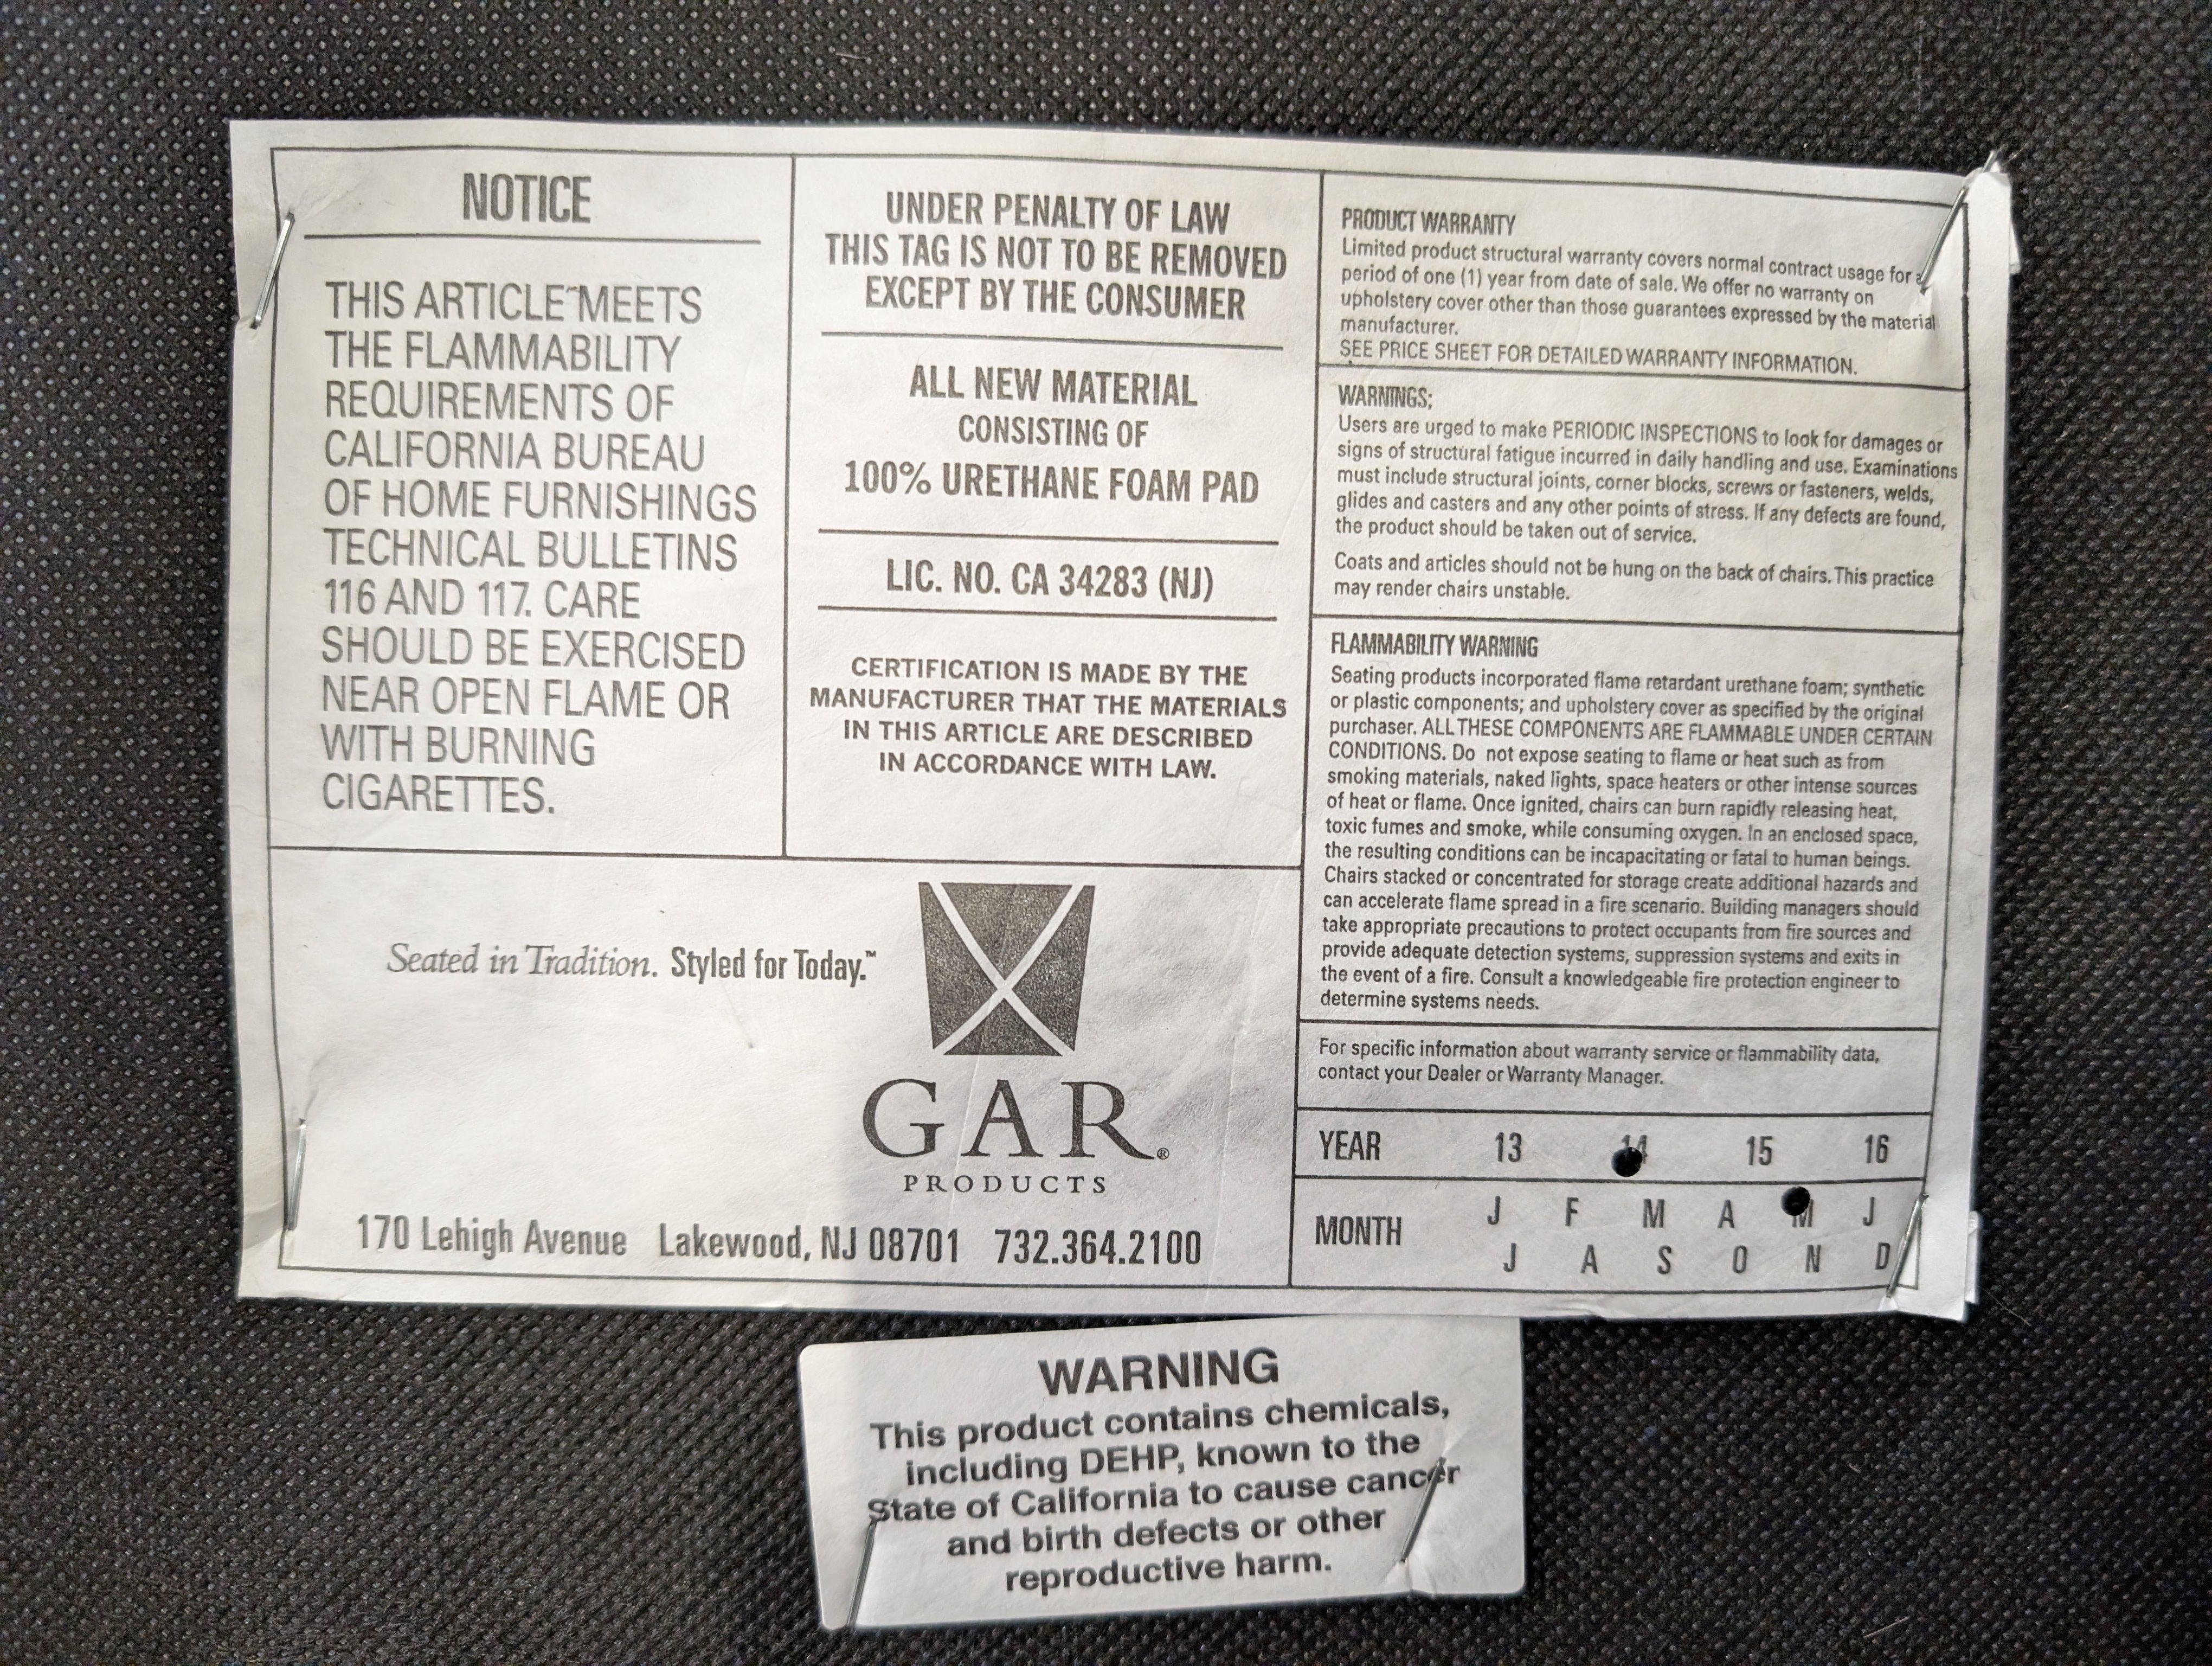 NOTICE
THIS ARTICLE MEETS
THE FLAMMABILITY
REQUIREMENTS OF
CALIFORNIA BUREAU
OF HOME FURNISHINGS
TECHNICAL BULLETINS
116 AND 117. CARE
SHOULD BE EXERCISED
NEAR OPEN FLAME OR
WITH BURNING
CIGARETTES.
UNDER PENALTY OF LAW
THIS TAG IS NOT TO BE REMOVED
EXCEPT BY THE CONSUMER
ALL NEW MATERIAL
CONSISTING OF
100% URETHANE FOAM PAD
LIC. NO. CA 34283 (NJ)
CERTIFICATION IS MADE BY THE
MANUFACTURER THAT THE MATERIALS
IN THIS ARTICLE ARE DESCRIBED
IN ACCORDANCE WITH LAW.
Seated in Tradition. Styled for Today.™
GAR®
PRODUCTS
170 Lehigh Avenue Lakewood, NJ 08701 732.364.2100
PRODUCT WARRANTY
Limited product structural warranty covers normal contract usage for a
period of one (1) year from date of sale. We offer no warranty on
upholstery cover other than those guarantees expressed by the material
manufacturer.
SEE PRICE SHEET FOR DETAILED WARRANTY INFORMATION.
WARNINGS;
Users are urged to make PERIODIC INSPECTIONS to look for damages or
signs of structural fatigue incurred in daily handling and use. Examinations
must include structural joints, corner blocks, screws or fasteners, welds,
glides and casters and any other points of stress. If any defects are found,
the product should be taken out of service.
Coats and articles should not be hung on the back of chairs. This practice
may render chairs unstable.
FLAMMABILITY WARNING
Seating products incorporated flame retardant urethane foam; synthetic
or plastic components; and upholstery cover as specified by the original
purchaser. ALL THESE COMPONENTS ARE FLAMMABLE UNDER CERTAIN
CONDITIONS. Do not expose seating to flame or heat such as from
smoking materials, naked lights, space heaters or other intense sources
of heat or flame. Once ignited, chairs can burn rapidly releasing heat,
toxic fumes and smoke, while consuming oxygen. In an enclosed space,
the resulting conditions can be incapacitating or fatal to human beings.
Chairs stacked or concentrated for storage create additional hazards and
can accelerate flame spread in a fire scenario. Building managers should
take appropriate precautions to protect occupants from fire sources and
provide adequate detection systems, suppression systems and exits in
the event of a fire. Consult a knowledgeable fire protection engineer to
determine systems needs.
For specific information about warranty service or flammability data,
contact your Dealer or Warranty Manager.
YEAR 13 14 15 16
MONTH J F M A M J
J A S O N D
WARNING
This product contains chemicals,
including DEHP, known to the
State of California to cause cancer
and birth defects or other
reproductive harm.